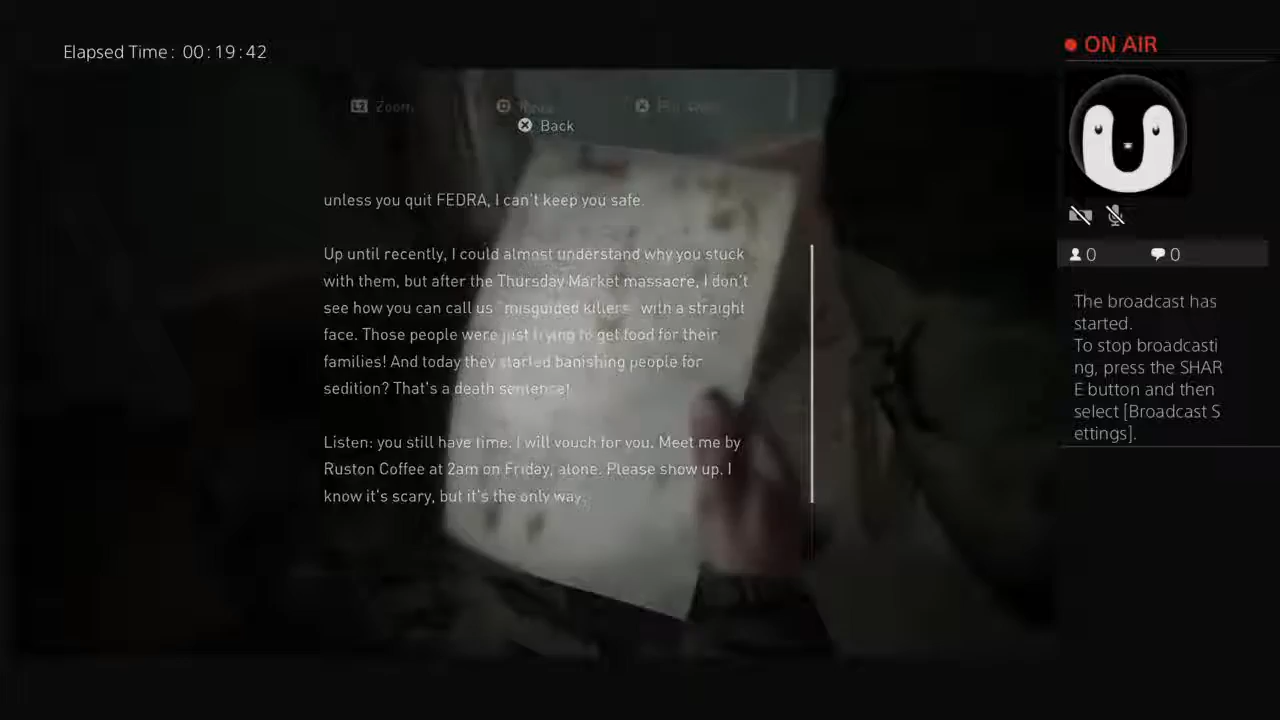 Elapsed Time: 00:19:42
ON AIR
L2 Zoom
Back
unless you quit FEDRA, I can't keep you safe.
Up until recently, I could almost understand why you stuck
with them, but after the Thursday Market massacre, I don't
see how you can call us "misguided killers" with a straight
face. Those people were just trying to get food for their
families! And today they started banishing people for
sedition? That's a death sentence!
Listen: you still have time. I will vouch for you. Meet me by
Ruston Coffee at 2am on Friday, alone. Please show up. I
know it's scary, but it's the only way.
0
0
The broadcast has
started.
To stop broadcasti
ng, press the SHAR
E button and then
select [Broadcast S
ettings].